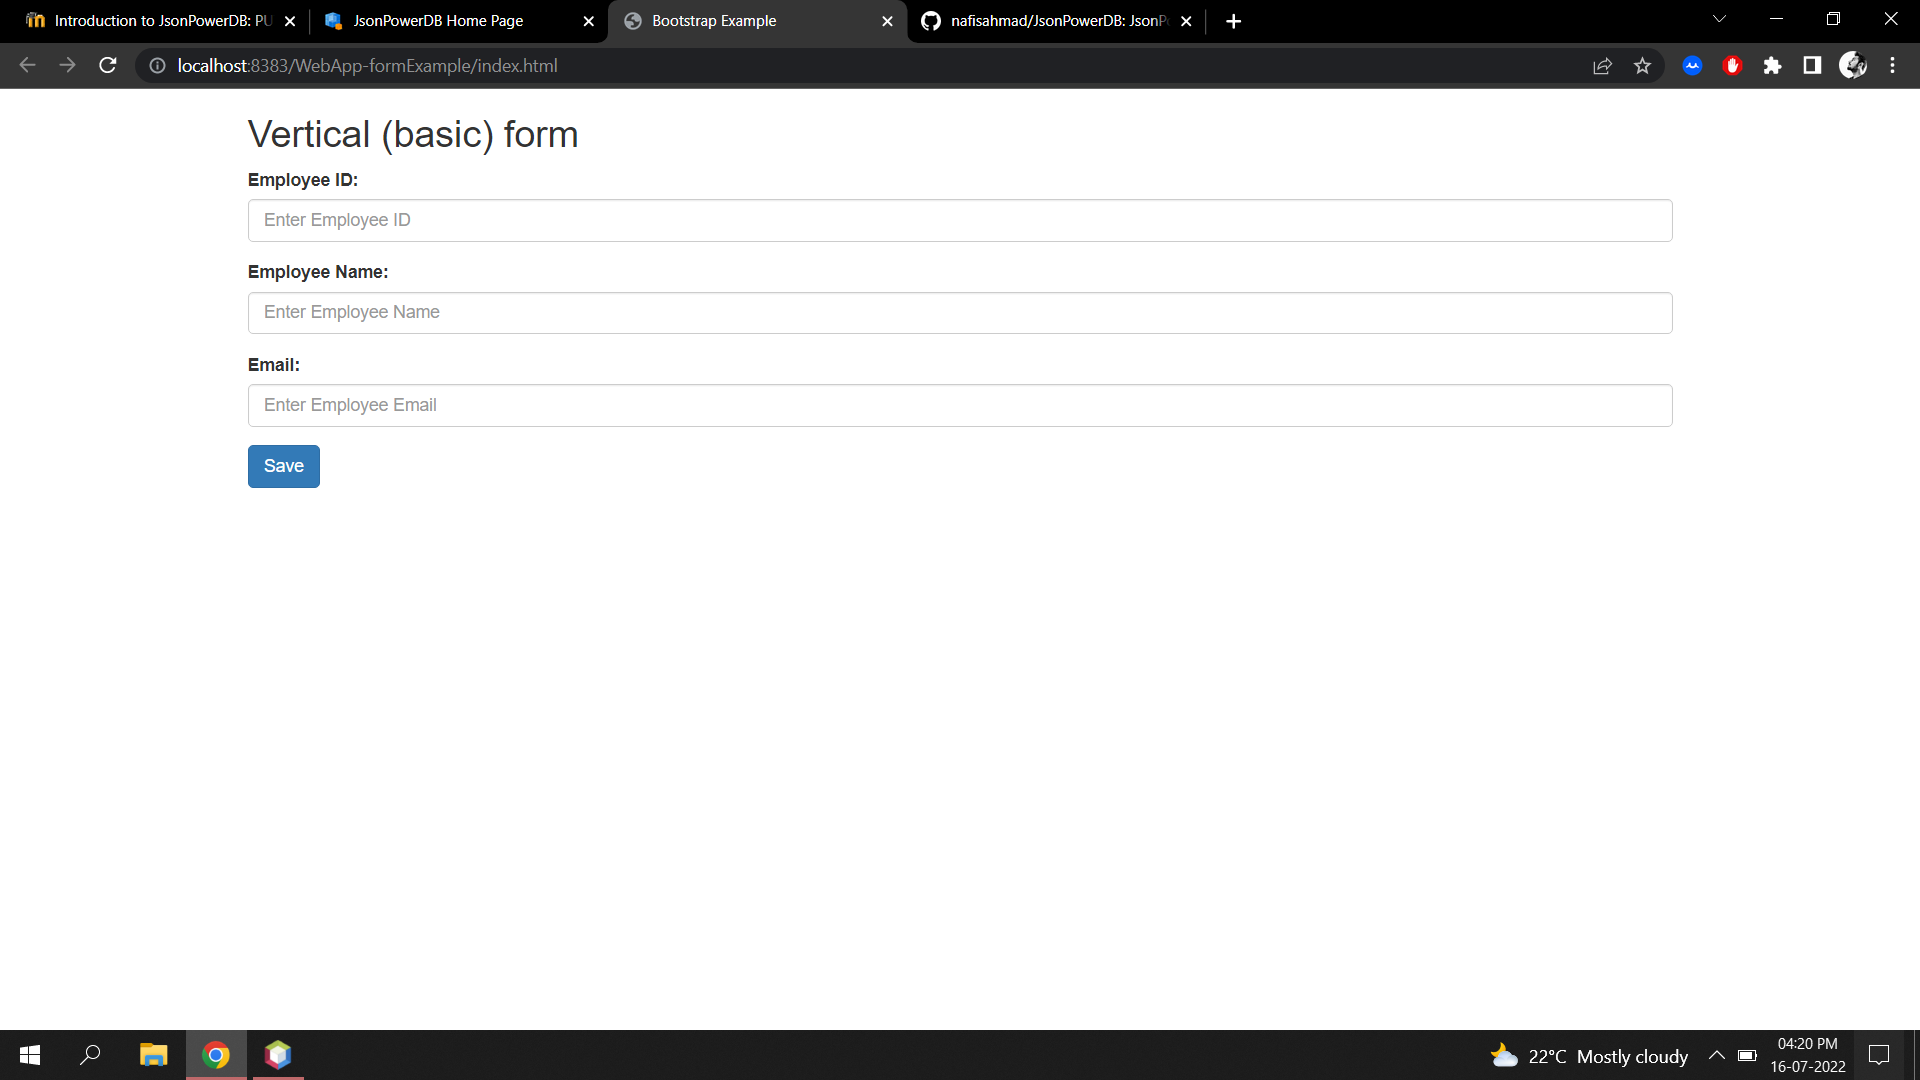 Introduction to JsonPowerDB: PU
JsonPowerDB Home Page
Bootstrap Example
nafisahmad/JsonPowerDB: JsonP
localhost:8383/WebApp-formExample/index.html
Vertical (basic) form
Employee ID:
Enter Employee ID
Employee Name:
Enter Employee Name
Email:
Enter Employee Email
Save
22°C Mostly cloudy
04:20 PM
16-07-2022